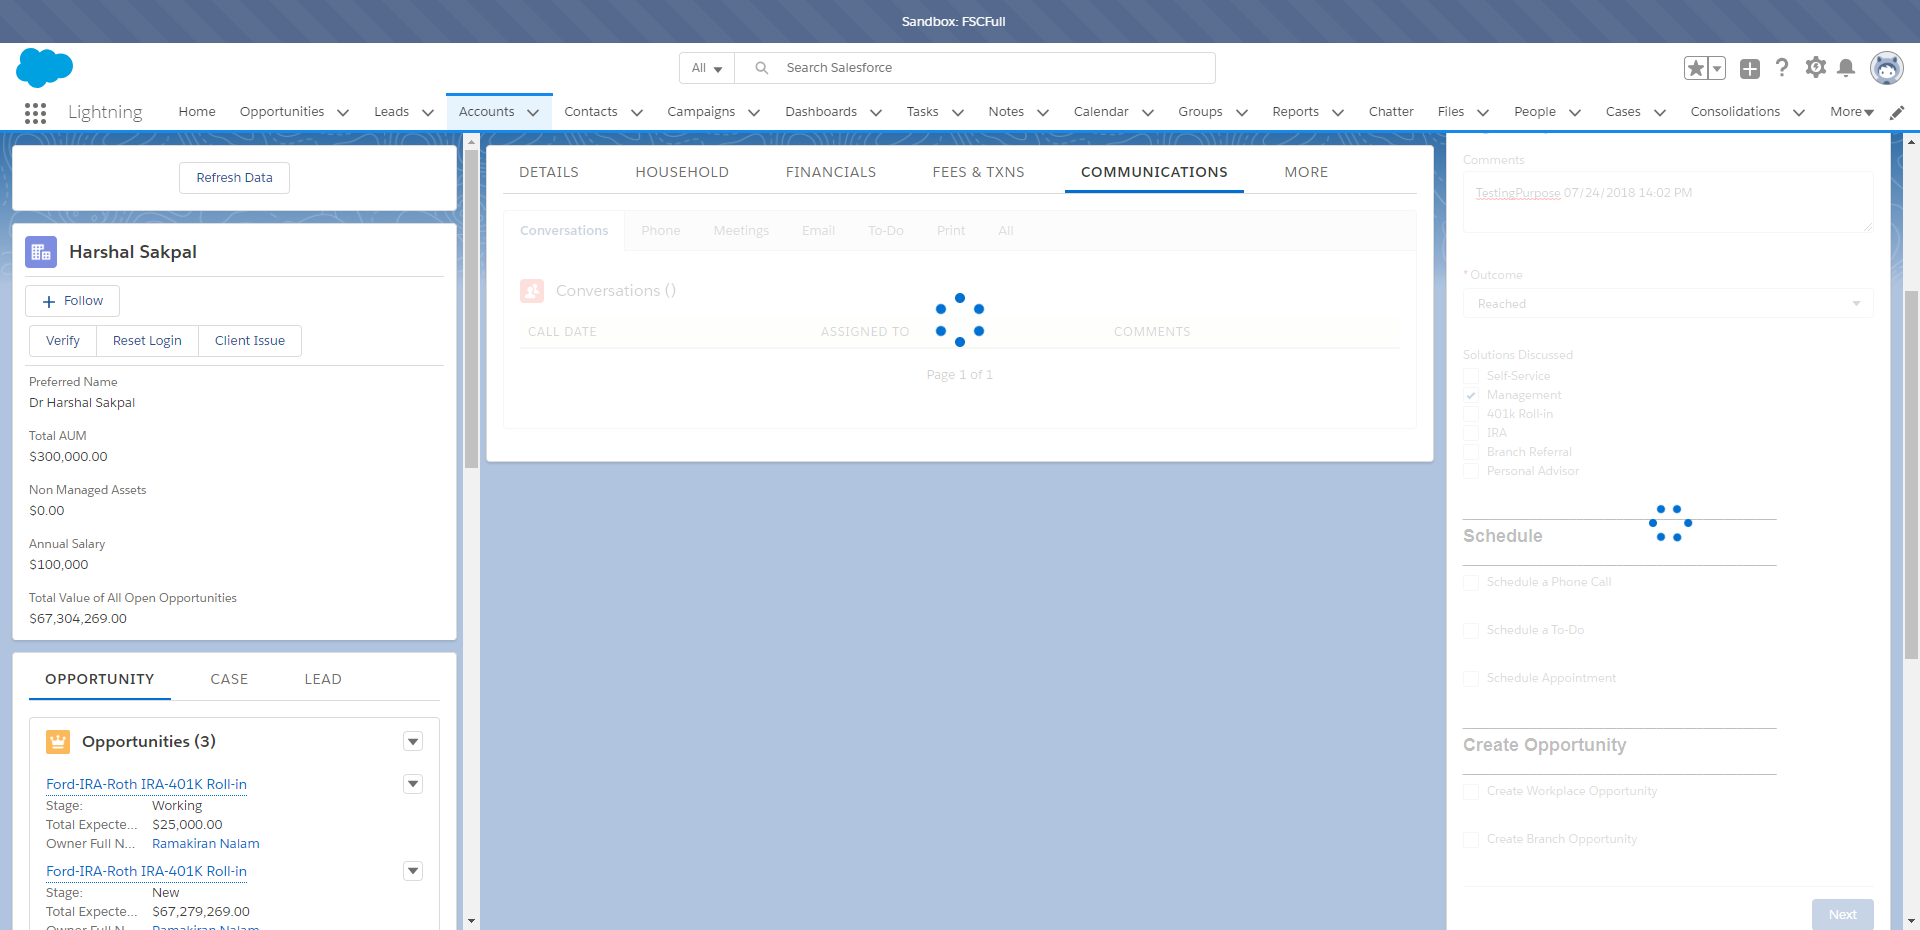 Sandbox: FSCFull
All
Search Salesforce
Lightning
Home Opportunities Leads Accounts Contacts Campaigns Dashboards Tasks Notes Calendar Groups Reports Chatter Files People Cases Consolidations More
Refresh Data
Harshal Sakpal
Follow
Verify Reset Login Client Issue
Preferred Name
Dr Harshal Sakpal
Total AUM
$300,000.00
Non Managed Assets
$0.00
Annual Salary
$100,000
Total Value of All Open Opportunities
$67,304,269.00
OPPORTUNITY CASE LEAD
Opportunities (3)
Ford-IRA-Roth IRA-401K Roll-in
Stage: Working
Total Expecte... $25,000.00
Owner Full N... Ramakiran Nalam
Ford-IRA-Roth IRA-401K Roll-in
Stage: New
Total Expecte... $67,279,269.00
Owner Full N... Ramakiran Nalam
DETAILS HOUSEHOLD FINANCIALS FEES & TXNS COMMUNICATIONS MORE
Conversations Phone Meetings Email To-Do Print All
Conversations ()
CALL DATE ASSIGNED TO COMMENTS
Page 1 of 1
Comments
TestingPurpose 07/24/2018 14:02 PM
* Outcome
Reached
Solutions Discussed
Self-Service
Management
401k Roll-in
IRA
Branch Referral
Personal Advisor
Schedule
Schedule a Phone Call
Schedule a To-Do
Schedule Appointment
Create Opportunity
Create Workplace Opportunity
Create Branch Opportunity
Next